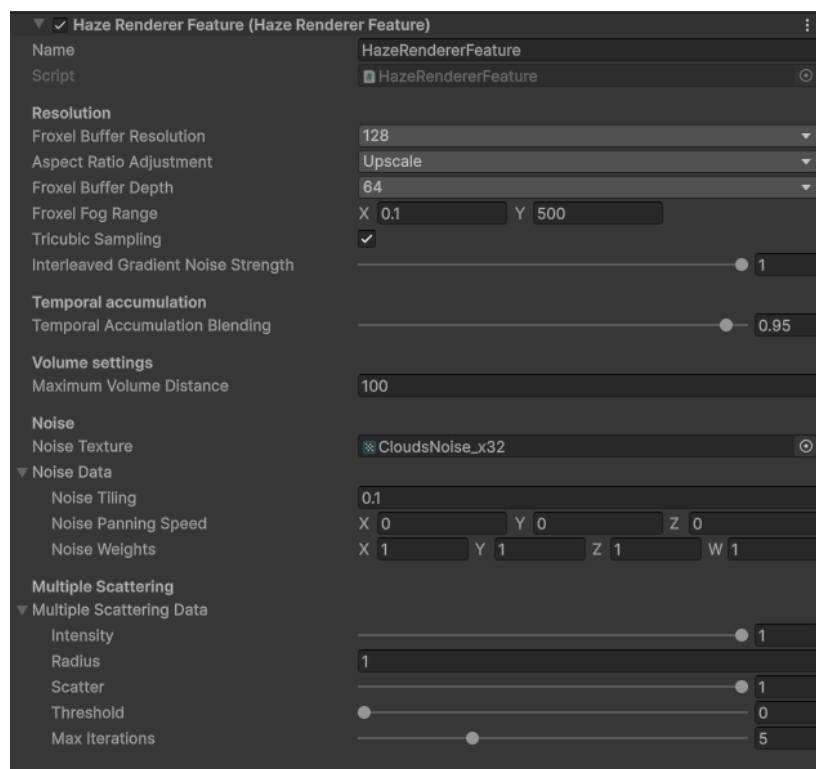 Haze Renderer Feature (Haze Renderer Feature)
Name HazeRendererFeature
Script HazeRendererFeature
Resolution
Froxel Buffer Resolution 128
Aspect Ratio Adjustment Upscale
Froxel Buffer Depth 64
Froxel Fog Range X 0.1 Y 500
Tricubic Sampling
Interleaved Gradient Noise Strength 1
Temporal accumulation
Temporal Accumulation Blending 0.95
Volume settings
Maximum Volume Distance 100
Noise
Noise Texture CloudsNoise_x32
Noise Data
Noise Tiling 0.1
Noise Panning Speed X 0 Y 0 Z 0
Noise Weights X 1 Y 1 Z 1 W 1
Multiple Scattering
Multiple Scattering Data
Intensity 1
Radius 1
Scatter 1
Threshold 0
Max Iterations 5